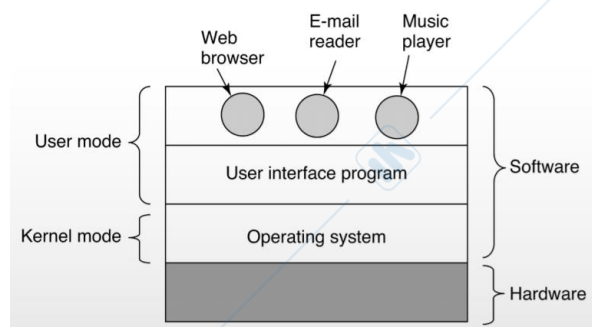 Web
browser
E-mail
reader
Music
player
User mode
User interface program
Software
Kernel mode
Operating system
Hardware